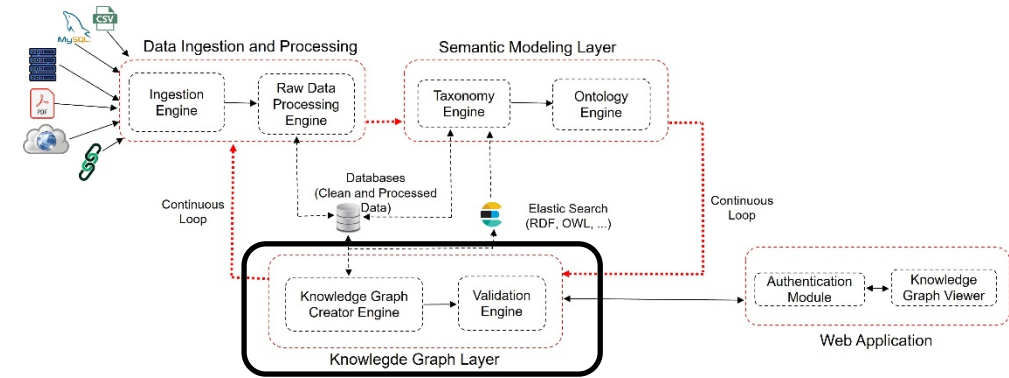 CSV
MySQL
PDF
Data Ingestion and Processing
Ingestion
Engine
Raw Data
Processing
Engine
Semantic Modeling Layer
Taxonomy
Engine
Ontology
Engine
Continuous
Loop
Databases
(Clean and Processed
Data)
Elastic Search
(RDF, OWL, ...)
Continuous
Loop
Knowledge Graph
Creator Engine
Validation
Engine
Knowlegde Graph Layer
Authentication
Module
Knowledge
Graph Viewer
Web Application